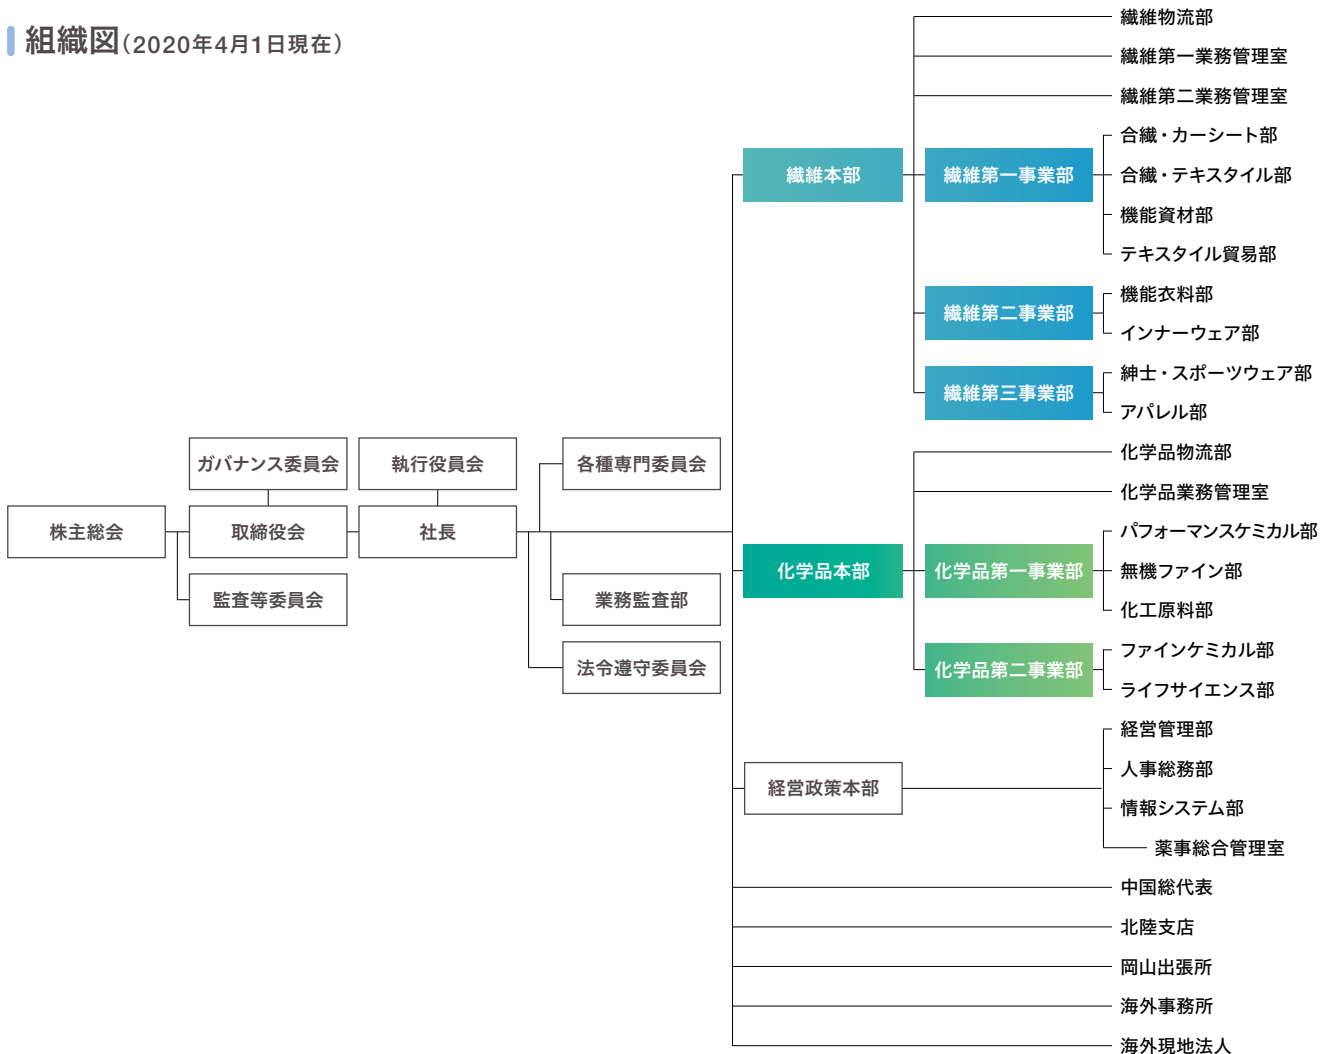 組織図(2020年4月1日現在)
株主総会
ガバナンス委員会
取締役会
監査等委員会
執行役員会
社長
各種専門委員会
業務監査部
法令遵守委員会
繊維本部
繊維物流部
繊維第一業務管理室
繊維第二業務管理室
繊維第一事業部
合繊・カーシート部
合繊・テキスタイル部
機能資材部
テキスタイル貿易部
繊維第二事業部
機能衣料部
インナーウェア部
繊維第三事業部
紳士・スポーツウェア部
アパレル部
化学品本部
化学品物流部
化学品業務管理室
化学品第一事業部
パフォーマンスケミカル部
無機ファイン部
化工原料部
化学品第二事業部
ファインケミカル部
ライフサイエンス部
経営政策本部
経営管理部
人事総務部
情報システム部
薬事総合管理室
中国総代表
北陸支店
岡山出張所
海外事務所
海外現地法人